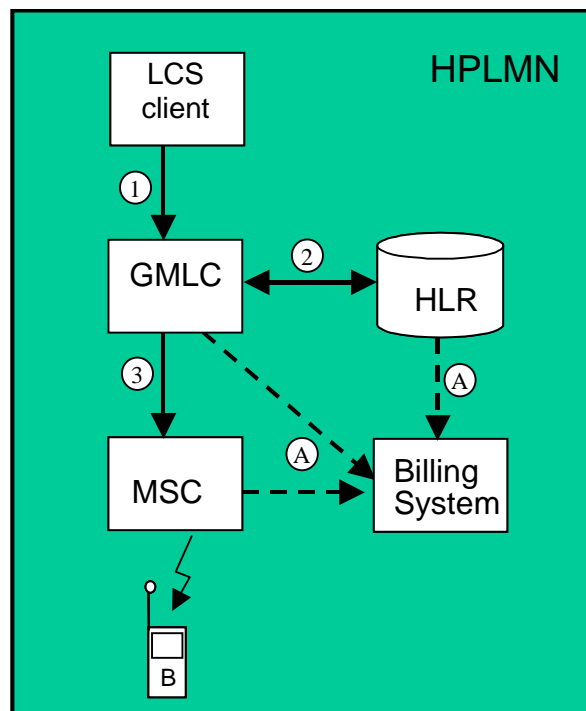 HPLMN
LCS
client
1
GMLC
2
HLR
3
A
A
MSC
Billing
System
B